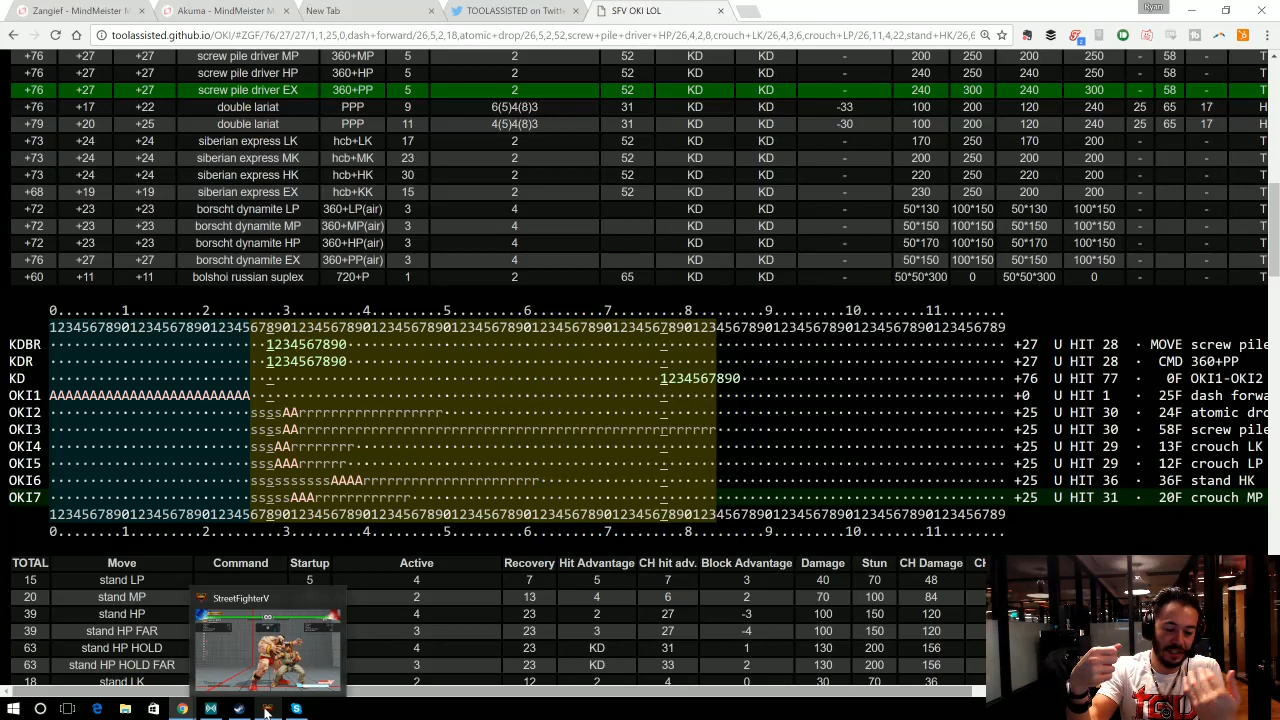 Zangief - MindMeister M
Akuma - MindMeister M
New Tab
TOOLASSISTED on Twitt
SFV OKI LOL
Ryan
toolassisted.github.io/OKI/#ZGF/76/27/27/1,1,25,0,dash+forward/26,5,2,18,atomic+drop/26,5,2,52,screw+pile+driver+HP/26,4,2,8,crouch+LK/26,4,3,6,crouch+LP/26,11,4,22,stand+HK/26,6
+76 +27 +27 screw pile driver MP 360+MP 5 2 52 KD KD - 200 250 200 250 - 58 T
+76 +27 +27 screw pile driver HP 360+HP 5 2 52 KD KD - 240 250 240 250 - 58 T
+76 +27 +27 screw pile driver EX 360+PP 5 2 52 KD KD - 240 300 240 300 - 58 T
+76 +17 +22 double lariat PPP 9 6(5)4(8)3 31 KD KD -33 100 200 120 240 25 65 17 H
+79 +20 +25 double lariat PPP 11 4(5)4(8)3 31 KD KD -30 100 200 120 240 25 65 17 H
+73 +24 +24 siberian express LK hcb+LK 17 2 52 KD KD - 170 250 170 200 - - - T
+73 +24 +24 siberian express MK hcb+MK 23 2 52 KD KD - 200 250 200 200 - - - T
+73 +24 +24 siberian express HK hcb+HK 30 2 52 KD KD - 220 250 220 200 - - - T
+68 +19 +19 siberian express EX hcb+KK 15 2 52 KD KD - 230 250 200 200 - - - T
+72 +23 +23 borscht dynamite LP 360+LP(air) 3 4 KD KD - 50*130 100*150 50*130 100*150 - - - T
+72 +23 +23 borscht dynamite MP 360+MP(air) 3 4 KD KD - 50*150 100*150 50*150 100*150 - - - T
+72 +23 +23 borscht dynamite HP 360+HP(air) 3 4 KD KD - 50*170 100*150 50*170 100*150 - - - T
+76 +27 +27 borscht dynamite EX 360+PP(air) 3 4 KD KD - 50*150 100*150 50*150 100*150 - - - T
+60 +11 +11 bolshoi russian suplex 720+P 1 2 65 KD KD - 50*50*300 0 50*50*300 0 - - - T
0.........1.........2.........3.........4.........5.........6.........7.........8.........9.........10.........11.........
12345678901234567890123456789012345678901234567890123456789012345678901234567890123456789012345678901234567890123456789
KDBR 1234567890 +27 U HIT 28 · MOVE screw pile
KDR 1234567890 +27 U HIT 28 · CMD 360+PP
KD 1234567890 +76 U HIT 77 · 0F OKI1-OKI2
OKI1 AAAAAAAAAAAAAAAAAAAAAAAAA +0 U HIT 1 · 25F dash forwa
OKI2 ssssAArrrrrrrrrrrrrrrrrr +25 U HIT 30 · 24F atomic dro
OKI3 ssssAArrrrrrrrrrrrrrrrrrrrrrrrrrrrrrrrrrrrrrrrrrrrrrrrrrrr +25 U HIT 30 · 58F screw pile
OKI4 sssAArrrrrrrr +25 U HIT 29 · 13F crouch LK
OKI5 sssAAArrrrrr +25 U HIT 29 · 12F crouch LP
OKI6 ssssssssssAAAArrrrrrrrrrrrrrrrrrrrrr +25 U HIT 36 · 36F stand HK
OKI7 sssssAAArrrrrrrrrrrr +25 U HIT 31 · 20F crouch MP
12345678901234567890123456789012345678901234567890123456789012345678901234567890123456789012345678901234567890123456789
0.........1.........2.........3.........4.........5.........6.........7.........8.........9.........10.........11.........
TOTAL Move Command Startup Active Recovery Hit Advantage CH hit adv. Block Advantage Damage Stun CH Damage CH
15 stand LP 5 4 7 5 7 3 40 70 48
20 stand MP 2 13 4 6 2 70 100 84
39 stand HP 4 23 2 27 -3 100 150 120
39 stand HP FAR 3 23 3 27 -4 100 150 120
63 stand HP HOLD 4 23 KD 31 1 130 200 156
63 stand HP HOLD FAR 3 23 KD 33 2 130 200 156
18 stand LK 2 12 2 4 0 30 70 36
StreetFighterV